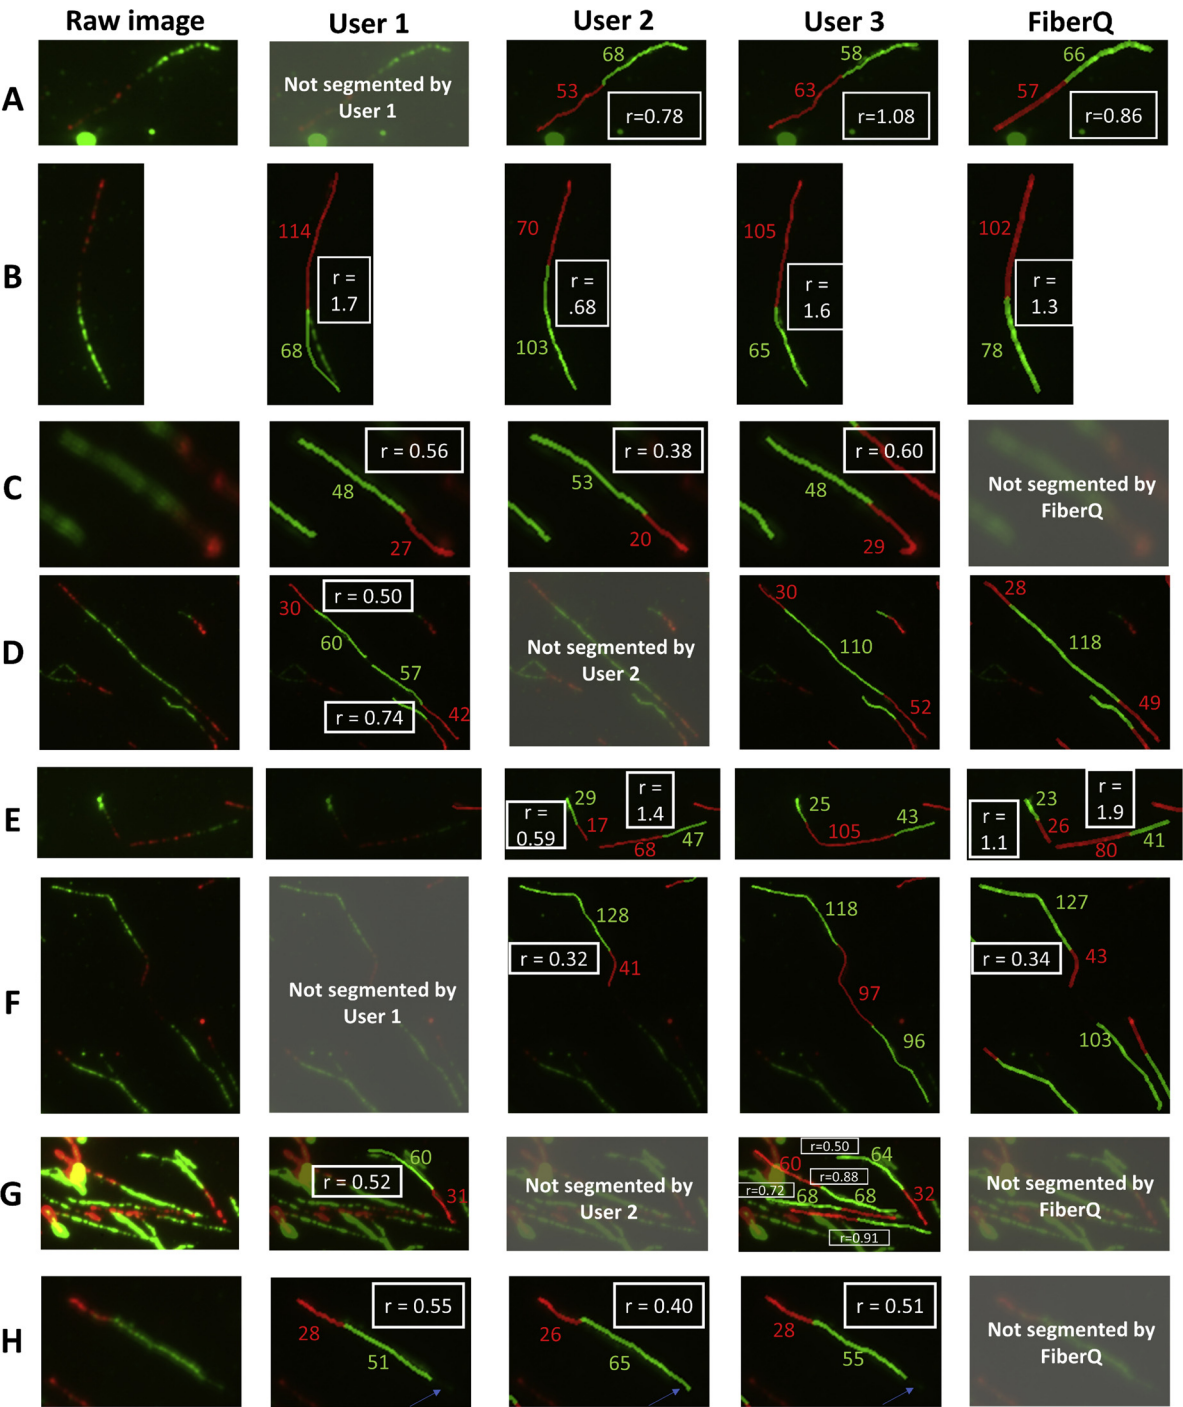 Raw image
User 1
User 2
User 3
FiberQ
A
Not segmented by
User 1
68
53
r=0.78
58
63
r=1.08
66
57
r=0.86
B
114
r =
1.7
68
70
r =
.68
103
105
r =
1.6
65
102
r =
1.3
78
C
r = 0.56
48
27
r = 0.38
53
20
r = 0.60
48
29
Not segmented by
FiberQ
D
r = 0.50
30
60
57
r = 0.74
42
Not segmented by
User 2
30
110
52
28
118
49
E
29
r =
1.4
r =
0.59
17
68
47
25
105
43
23
r =
1.9
r =
1.1
26
80
41
F
Not segmented by
User 1
128
r = 0.32
41
118
97
96
127
r = 0.34
43
103
G
60
r = 0.52
31
Not segmented by
User 2
r=0.50
64
60
r=0.88
r=0.72
68
68
32
r=0.91
Not segmented by
FiberQ
H
r = 0.55
28
51
r = 0.40
26
65
r = 0.51
28
55
Not segmented by
FiberQ